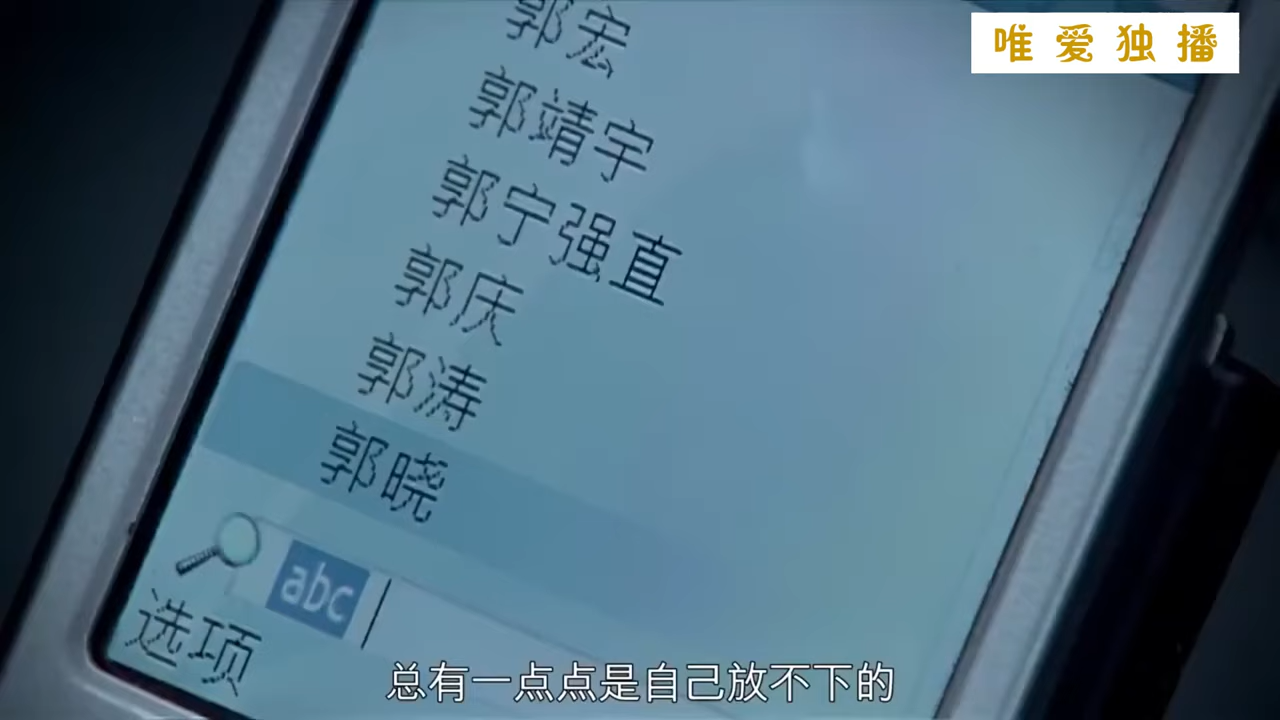 唯爱独播
郭宏
郭靖宇
郭宁强直
郭庆
郭涛
郭晓
abc
选项
总有一点点是自己放不下的